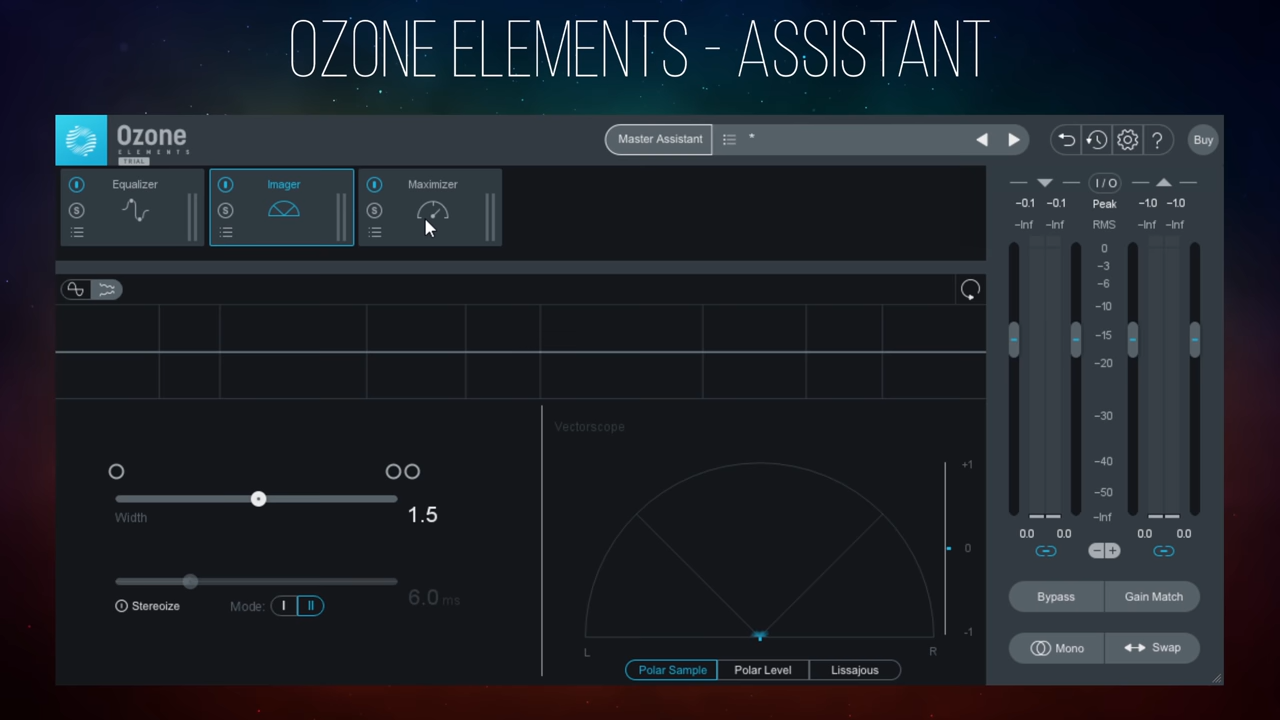 OZONE ELEMENTS - ASSISTANT
Ozone
ELEMENTS
TRIAL
Master Assistant
*
?
Buy
Equalizer
S
Imager
S
Maximizer
S
I / O
-0.1 -0.1 Peak -1.0 -1.0
-Inf -Inf RMS -Inf -Inf
0
-3
-6
-10
-15
-20
-30
-40
-50
-Inf
0.0 0.0 0.0 0.0
Bypass Gain Match
Mono Swap
Width
1.5
Stereoize Mode: I II 6.0 ms
Vectorscope
+1
0
-1
L R
Polar Sample Polar Level Lissajous